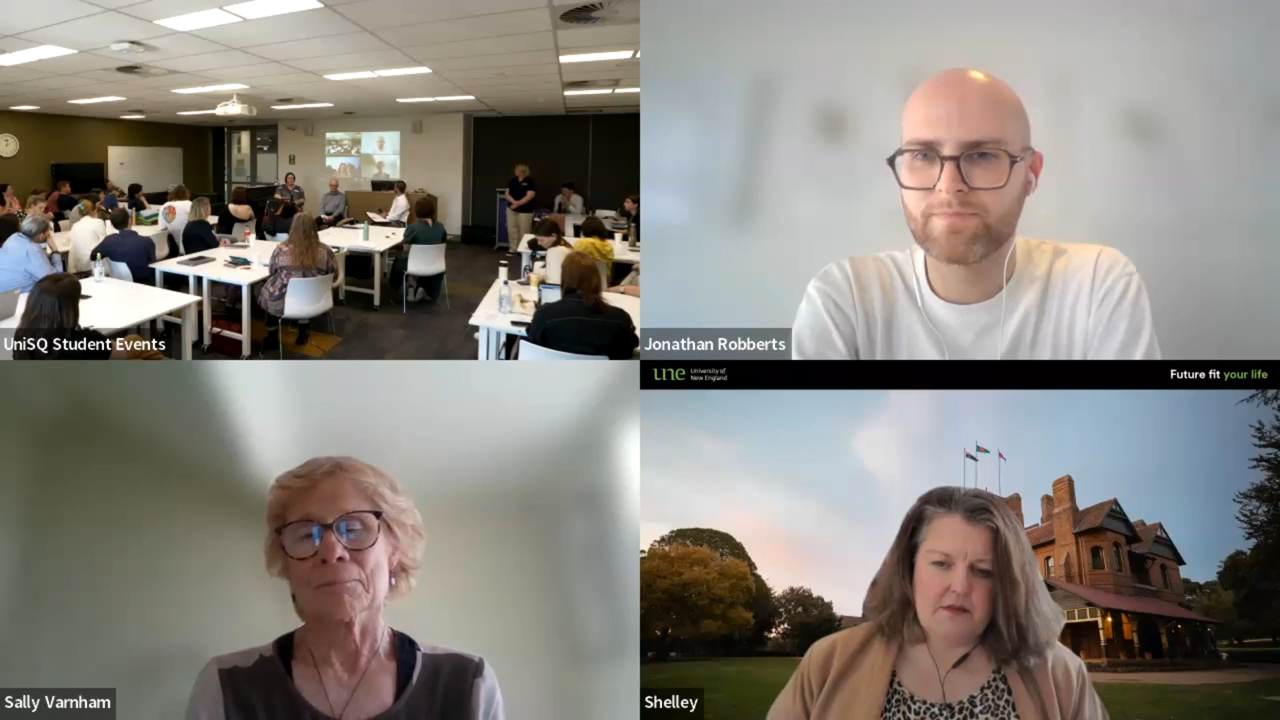 UniSQ Student Events
Jonathan Robberts
une University of
New England
Future fit your life
Sally Varnham
Shelley